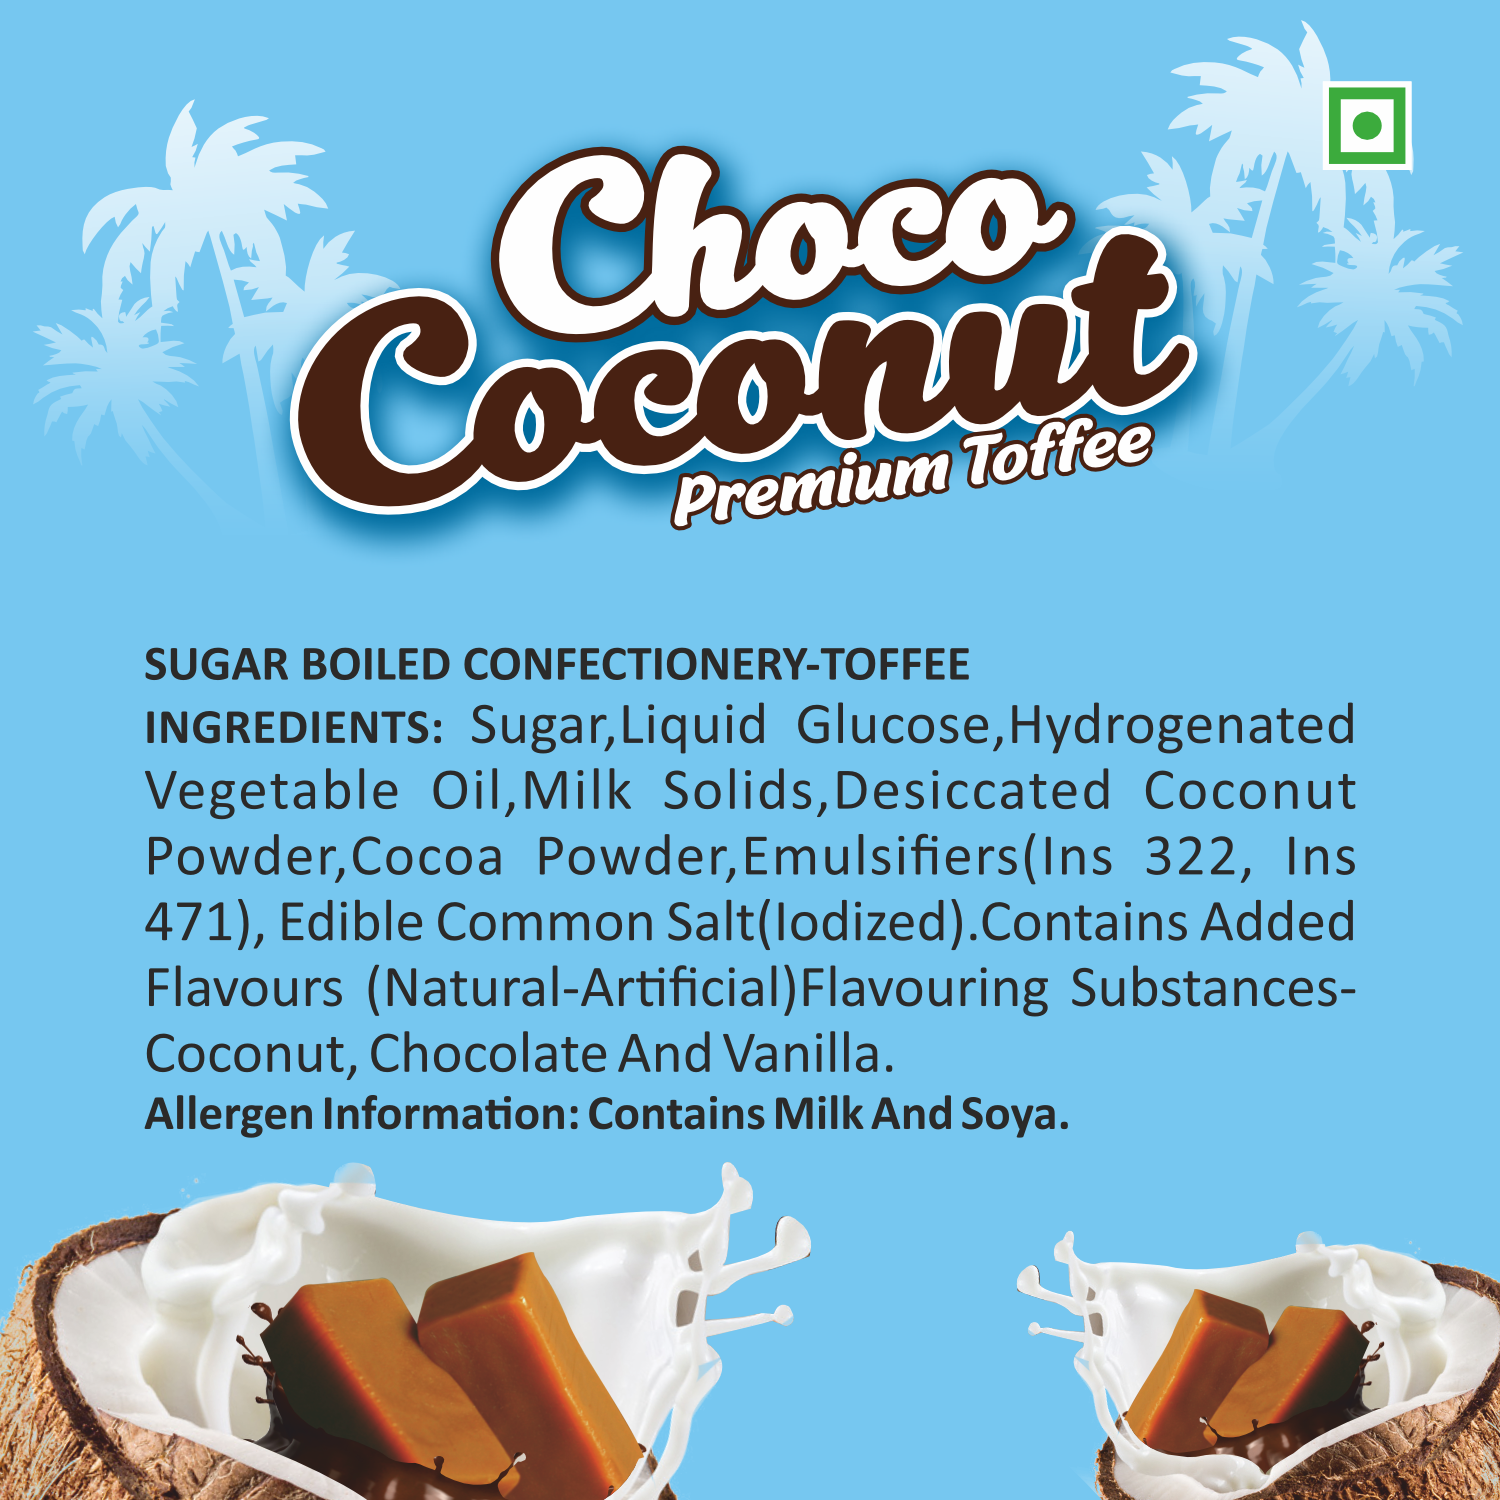 Choco
Coconut
Premium Toffee
SUGAR BOILED CONFECTIONERY-TOFFEE
INGREDIENTS: Sugar,Liquid Glucose,Hydrogenated
Vegetable Oil,Milk Solids,Desiccated Coconut
Powder,Cocoa Powder,Emulsifiers(Ins 322, Ins
471), Edible Common Salt(Iodized).Contains Added
Flavours (Natural-Artificial)Flavouring Substances-
Coconut, Chocolate And Vanilla.
Allergen Information: Contains Milk And Soya.